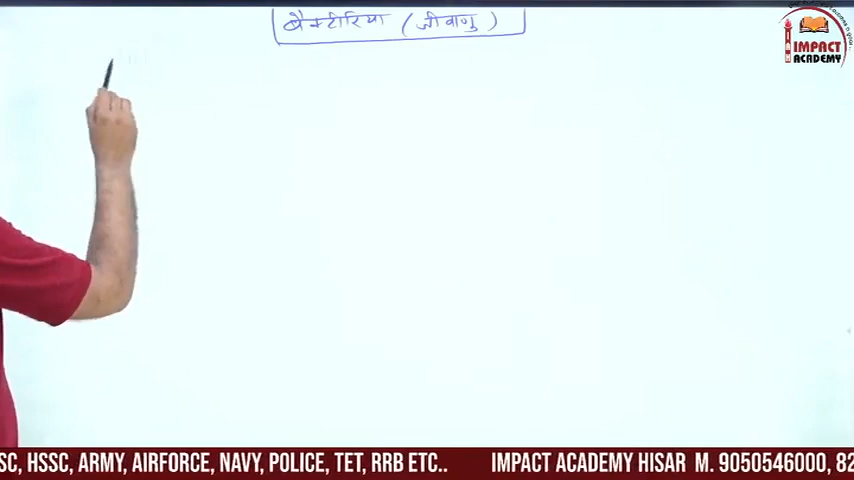 बैक्टीरिया (जीवाणु)
IMPACT
ACADEMY
SC, HSSC, ARMY, AIRFORCE, NAVY, POLICE, TET, RRB ETC.. IMPACT ACADEMY HISAR M. 9050546000, 82